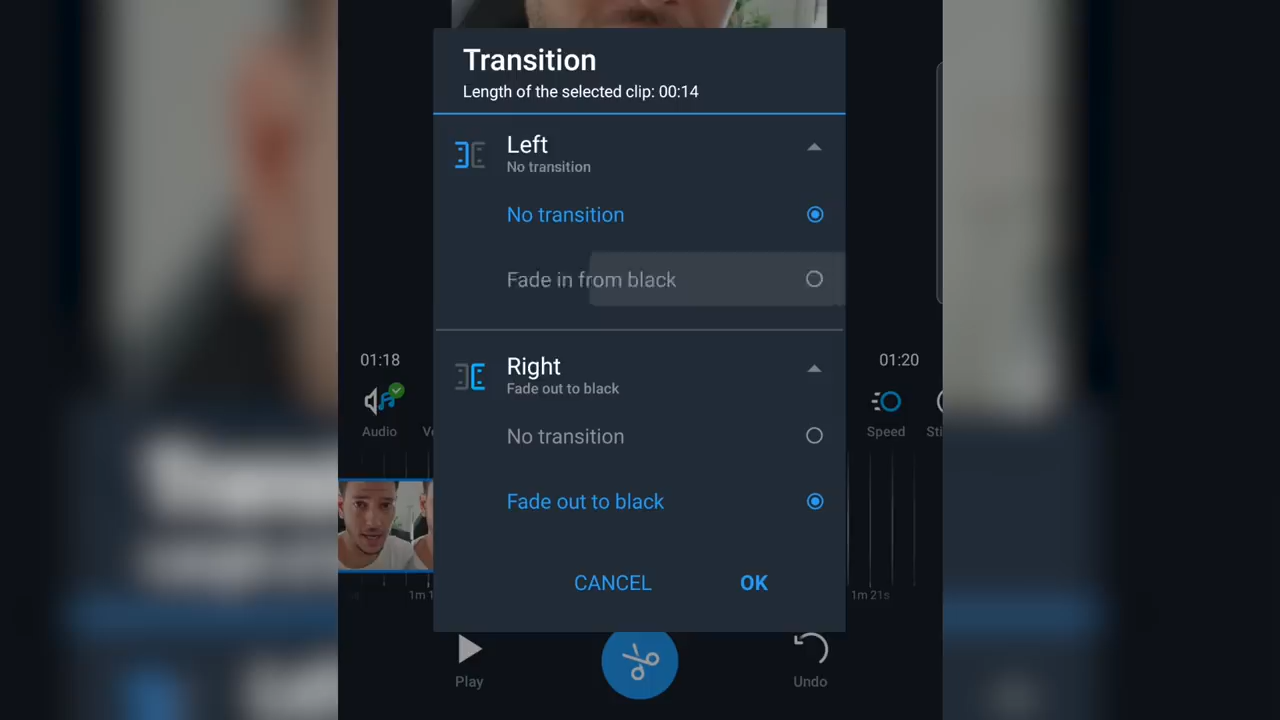 Transition
Length of the selected clip: 00:14
Left
No transition
No transition
Fade in from black
01:18
01:20
Right
Fade out to black
Audio
Speed
No transition
Fade out to black
CANCEL
OK
1m 21s
Play
Undo